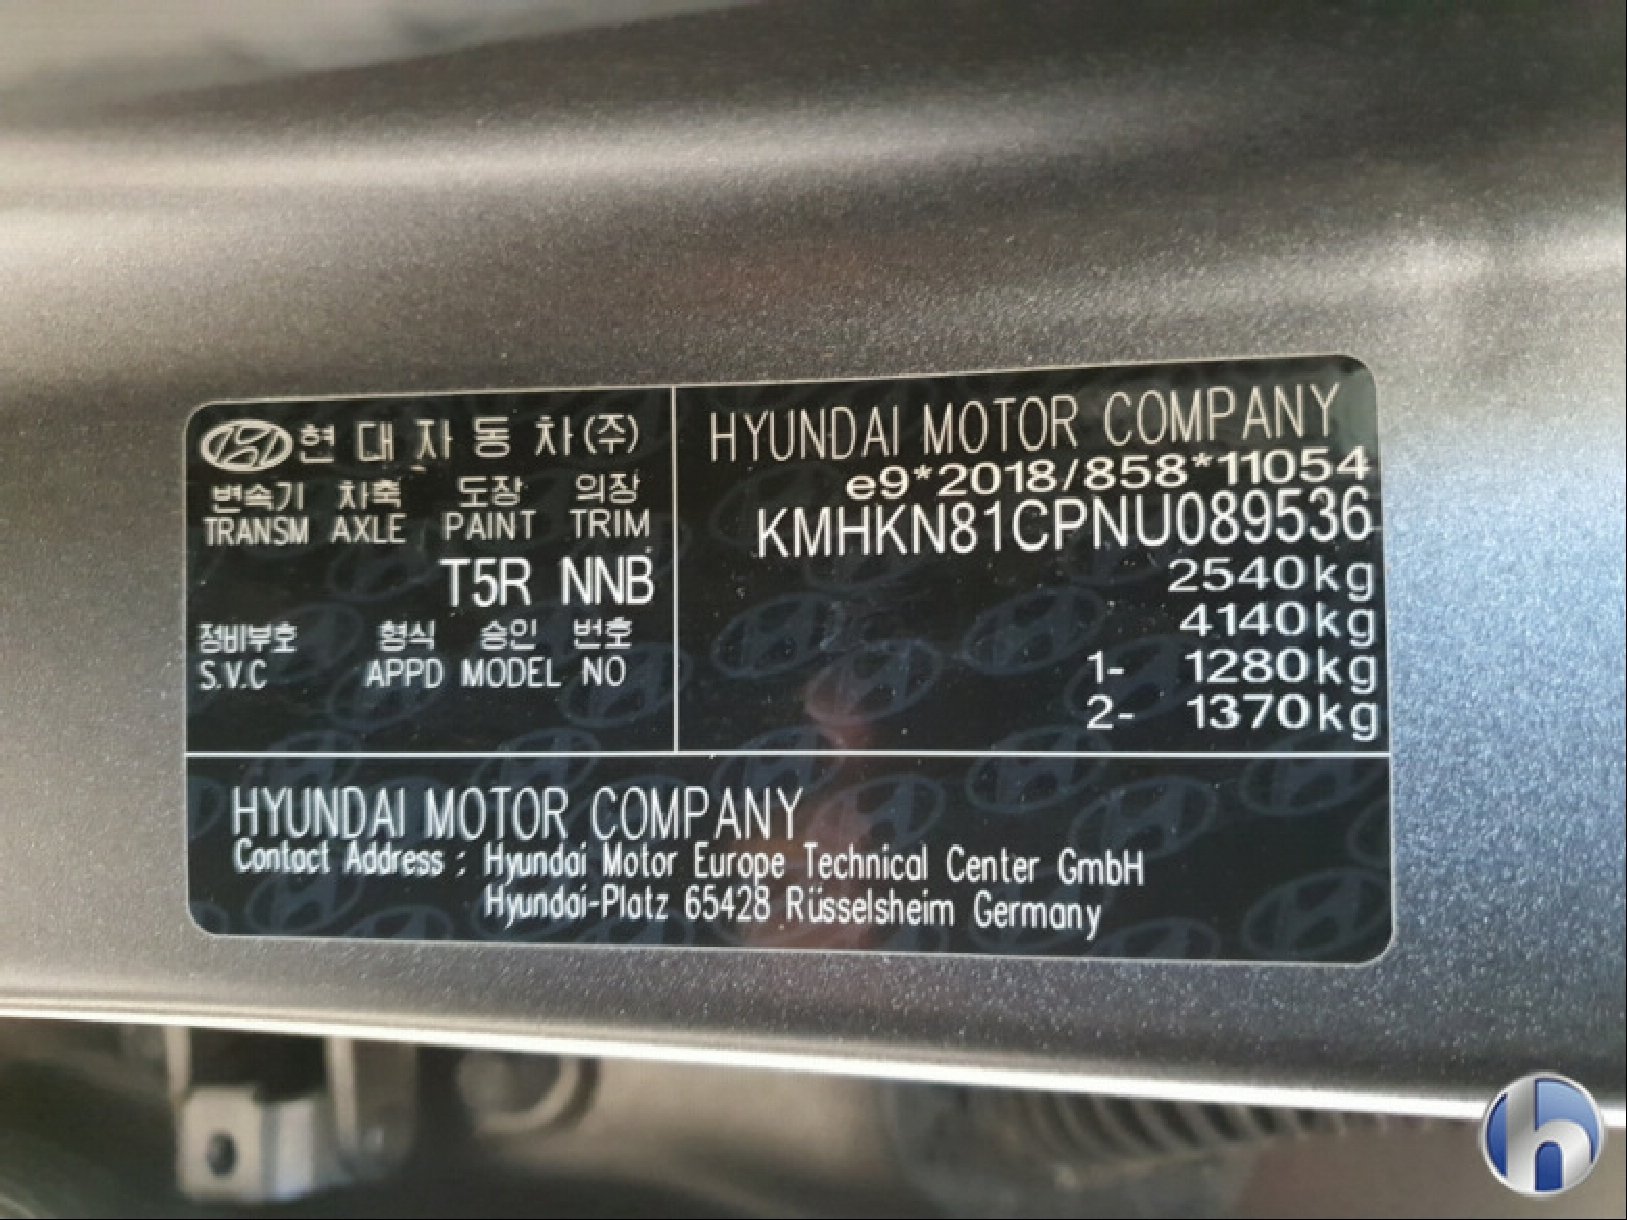 현대자동차(주)
변속기 차축 도장 의장
TRANSM AXLE PAINT TRIM
T5R NNB
정비부호 형식 승인 번호
S.V.C APPD MODEL NO
HYUNDAI MOTOR COMPANY
e9*2018/858*11054
KMHKN81CPNU089536
2540kg
4140kg
1- 1280kg
2- 1370kg
HYUNDAI MOTOR COMPANY
Contact Address : Hyundai Motor Europe Technical Center GmbH
Hyundai-Platz 65428 Rüsselsheim Germany
h